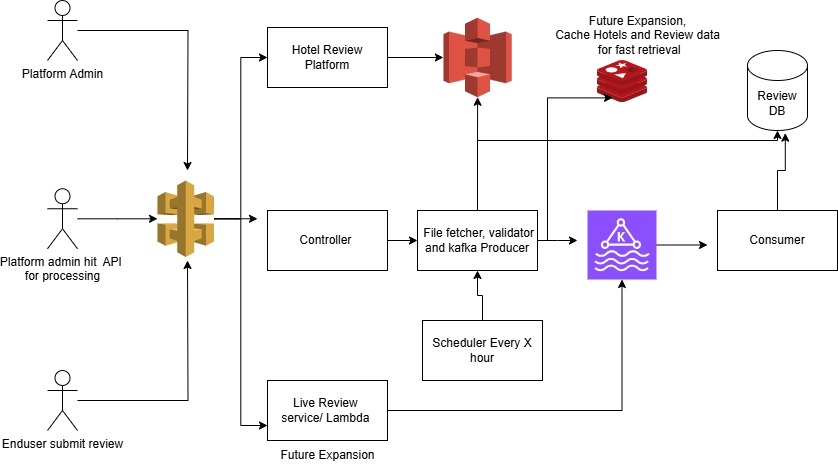 Future Expansion,
Cache Hotels and Review data
for fast retrieval
Hotel Review
Platform
Platform Admin
Review
DB
Platform admin hit  API
for processing
Controller
File fetcher, validator
and kafka Producer
K
Consumer
Scheduler Every X
hour
Live Review
service/ Lambda
Enduser submit review
Future Expansion